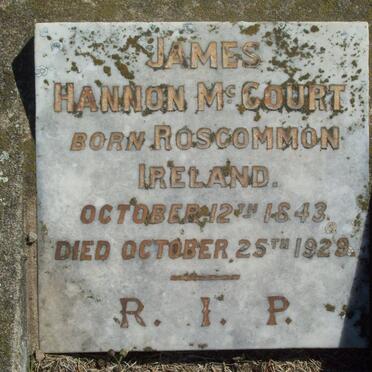 JAMES
HANNON McCOURT
BORN ROSCOMMON
IRELAND.
OCTOBER 12TH 1843.
DIED OCTOBER 25TH 1929.
R. I. P.